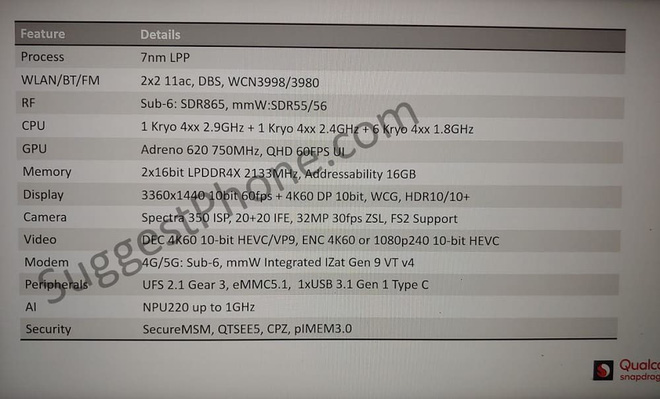 Feature Details
Process 7nm LPP
WLAN/BT/FM 2x2 11ac, DBS, WCN3998/3980
RF Sub-6: SDR865, mmW:SDR55/56
CPU 1 Kryo 4xx 2.9GHz + 1 Kryo 4xx 2.4GHz + 6 Kryo 4xx 1.8GHz
GPU Adreno 620 750MHz, QHD 60FPS UI
Memory 2x16bit LPDDR4X 2133MHz, Addressability 16GB
Display 3360x1440 10bit 60fps + 4K60 DP 10bit, WCG, HDR10/10+
Camera Spectra 350 ISP, 20+20 IFE, 32MP 30fps ZSL, FS2 Support
Video DEC 4K60 10-bit HEVC/VP9, ENC 4K60 or 1080p240 10-bit HEVC
Modem 4G/5G: Sub-6, mmW Integrated IZat Gen 9 VT v4
Peripherals UFS 2.1 Gear 3, eMMC5.1, 1xUSB 3.1 Gen 1 Type C
AI NPU220 up to 1GHz
Security SecureMSM, QTSEE5, CPZ, pIMEM3.0
SuggestPhone.com
Qualco
snapdrag